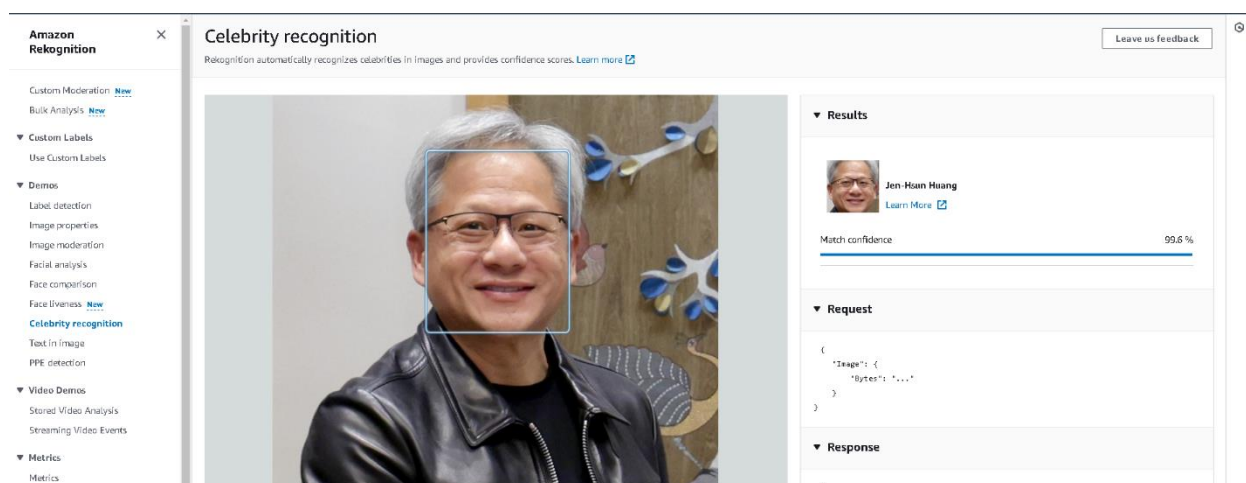 Amazon
Rekognition
Custom Moderation New
Bulk Analysis New
Custom Labels
Use Custom Labels
Demos
Label detection
Image properties
Image moderation
Facial analysis
Face comparison
Face liveness New
Celebrity recognition
Text in image
PPE detection
Video Demos
Stored Video Analysis
Streaming Video Events
Metrics
Metrics
Celebrity recognition
Leave us feedback
Rekognition automatically recognizes celebrities in images and provides confidence scores. Learn more
Results
Jen-Hsun Huang
Learn More
Match confidence 99.6 %
Request
{
"Image": {
"Bytes": "..."
}
}
Response